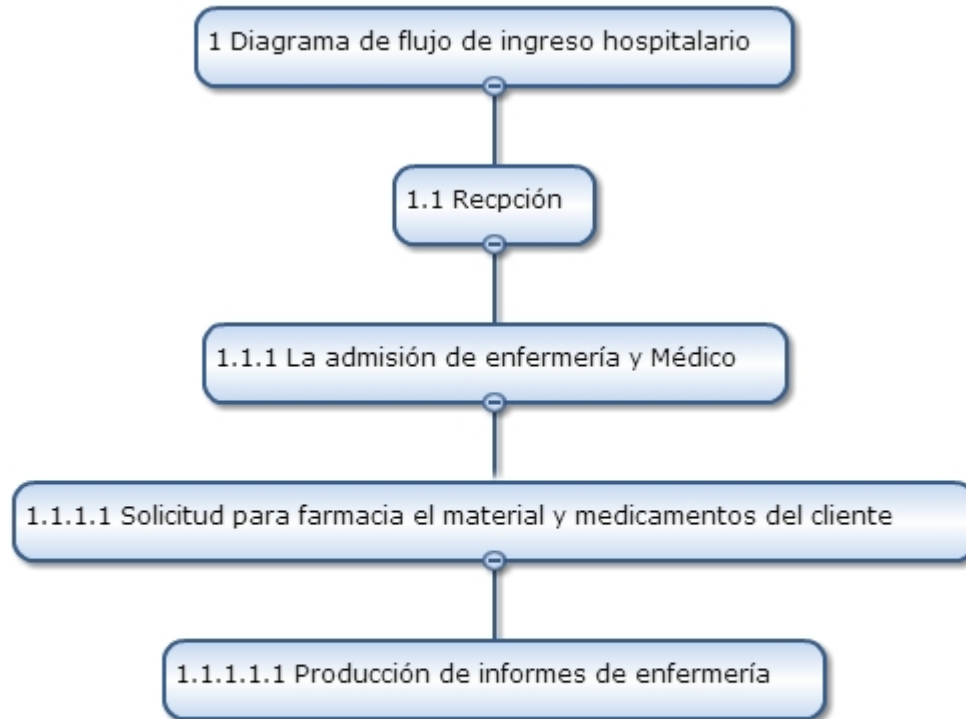 1 Diagrama de flujo de ingreso hospitalario
1.1 Recpción
1.1.1 La admisión de enfermería y Médico
1.1.1.1 Solicitud para farmacia el material y medicamentos del cliente
1.1.1.1.1 Producción de informes de enfermería